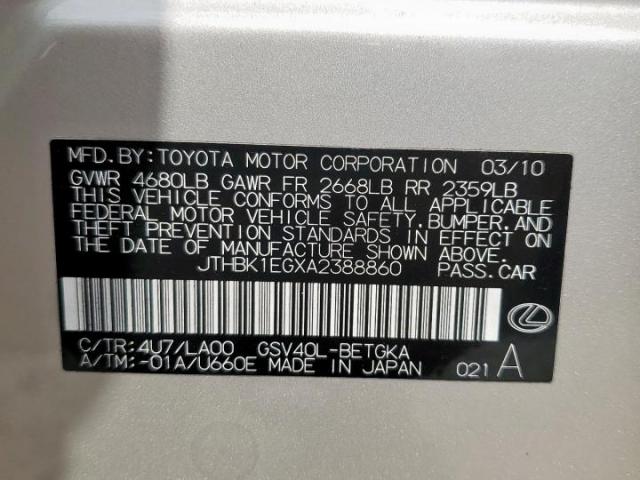 MFD.BY:TOYOTA MOTOR CORPORATION 03/10
GVWR 4680LB GAWR FR 2668LB RR 2359LB
THIS VEHICLE CONFORMS TO ALL APPLICABLE
FEDERAL MOTOR VEHICLE SAFETY,BUMPER,AND
THEFT PREVENTION STANDARDS IN EFFECT ON
THE DATE OF MANUFACTURE SHOWN ABOVE.
JTHBK1EGXA2388860 PASS.CAR
C/TR:4U7/LA00 GSV40L-BETGKA
A/TM:-01A/U660E MADE IN JAPAN 021 A